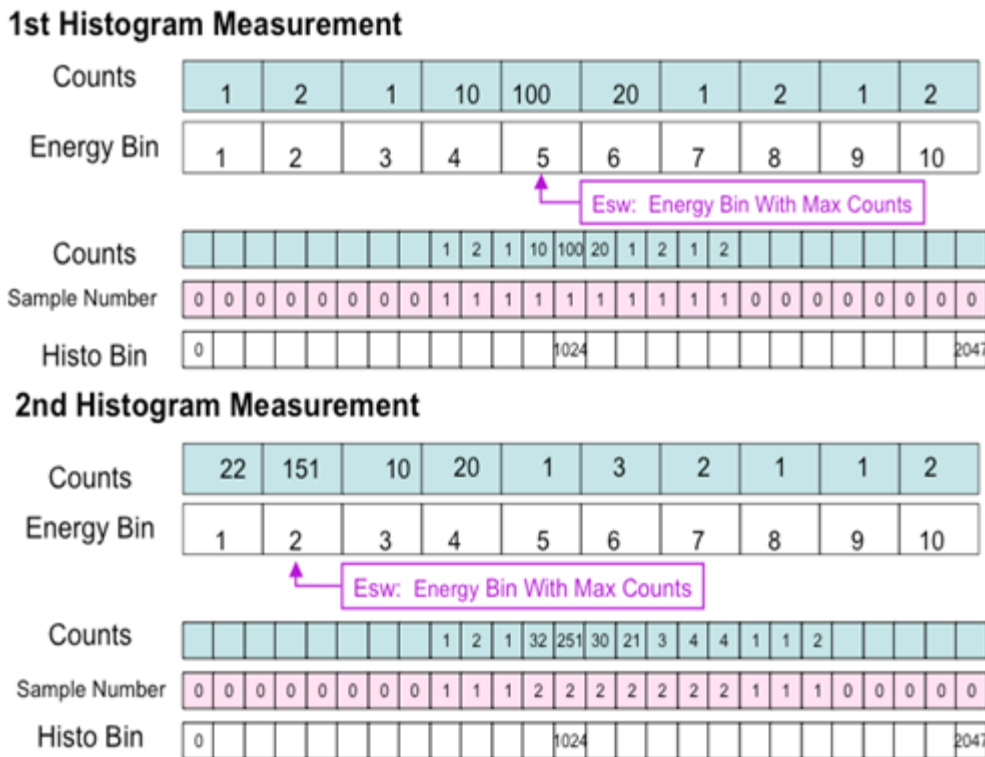 1st Histogram Measurement
Counts 1 2 1 10 100 20 1 2 1 2
Energy Bin 1 2 3 4 5 6 7 8 9 10
Esw: Energy Bin With Max Counts
Counts 1 2 1 10 100 20 1 2 1 2
Sample Number 0 0 0 0 0 0 0 0 1 1 1 1 1 1 1 1 1 1 0 0 0 0 0 0 0 0
Histo Bin 0 1024 2047
2nd Histogram Measurement
Counts 22 151 10 20 1 3 2 1 1 2
Energy Bin 1 2 3 4 5 6 7 8 9 10
Esw: Energy Bin With Max Counts
Counts 1 2 1 32 251 30 21 3 4 4 1 1 2
Sample Number 0 0 0 0 0 0 0 0 1 1 1 2 2 2 2 2 2 2 1 1 1 0 0 0 0 0
Histo Bin 0 1024 2047